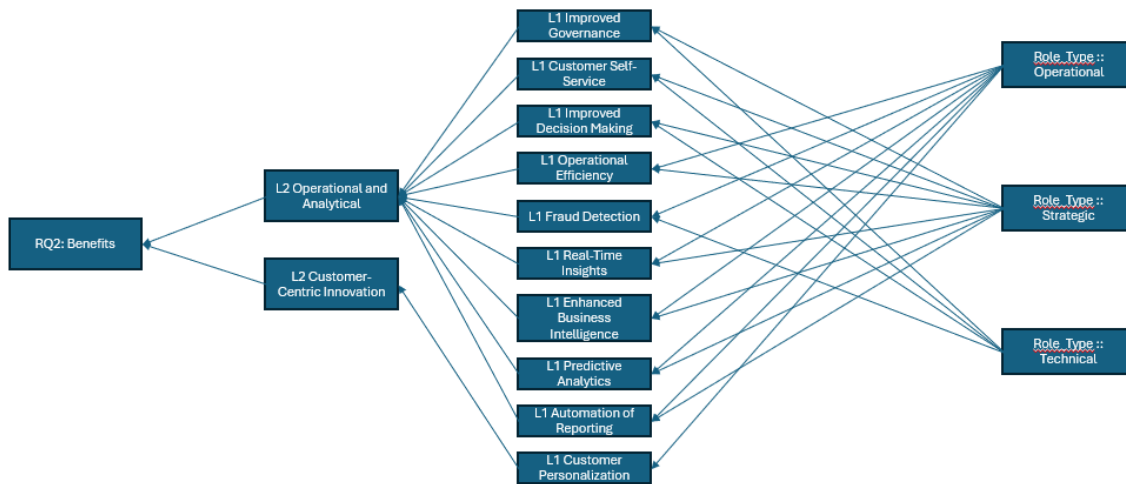 RQ2: Benefits
L2 Operational and
Analytical
L2 Customer-
Centric Innovation
L1 Improved
Governance
L1 Customer Self-
Service
L1 Improved
Decision Making
L1 Operational
Efficiency
L1 Fraud Detection
L1 Real-Time
Insights
L1 Enhanced
Business
Intelligence
L1 Predictive
Analytics
L1 Automation of
Reporting
L1 Customer
Personalization
Role_Type ::
Operational
Role_Type ::
Strategic
Role_Type ::
Technical